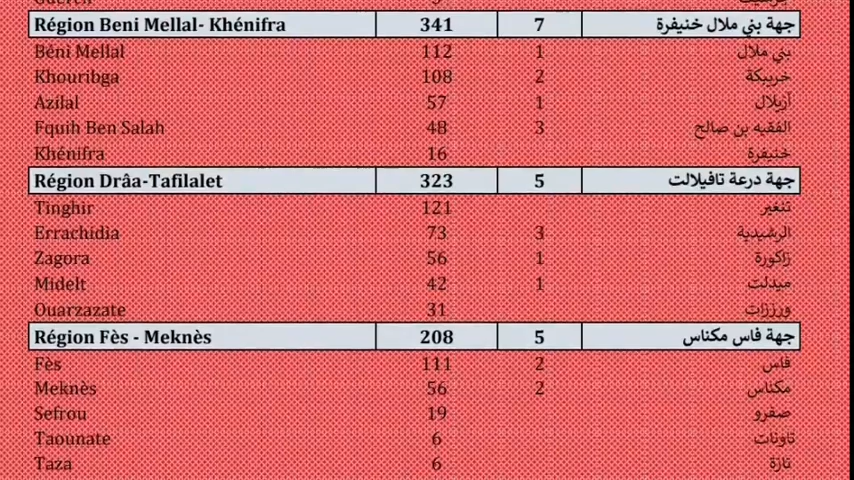 Région Beni Mellal- Khénifra 341 7 جهة بني ملال خنيفرة
Béni Mellal 112 1 بني ملال
Khouribga 108 2 خريبكة
Azilal 57 1 أزيلال
Fquih Ben Salah 48 3 الفقيه بن صالح
Khénifra 16 خنيفرة
Région Drâa-Tafilalet 323 5 جهة درعة تافيلالت
Tinghir 121 تنغير
Errachidia 73 3 الرشيدية
Zagora 56 1 زاكورة
Midelt 42 1 ميدلت
Ouarzazate 31 ورززات
Région Fès - Meknès 208 5 جهة فاس مكناس
Fès 111 2 فاس
Meknès 56 2 مكناس
Sefrou 19 صفرو
Taounate 6 تاونات
Taza 6 تازة